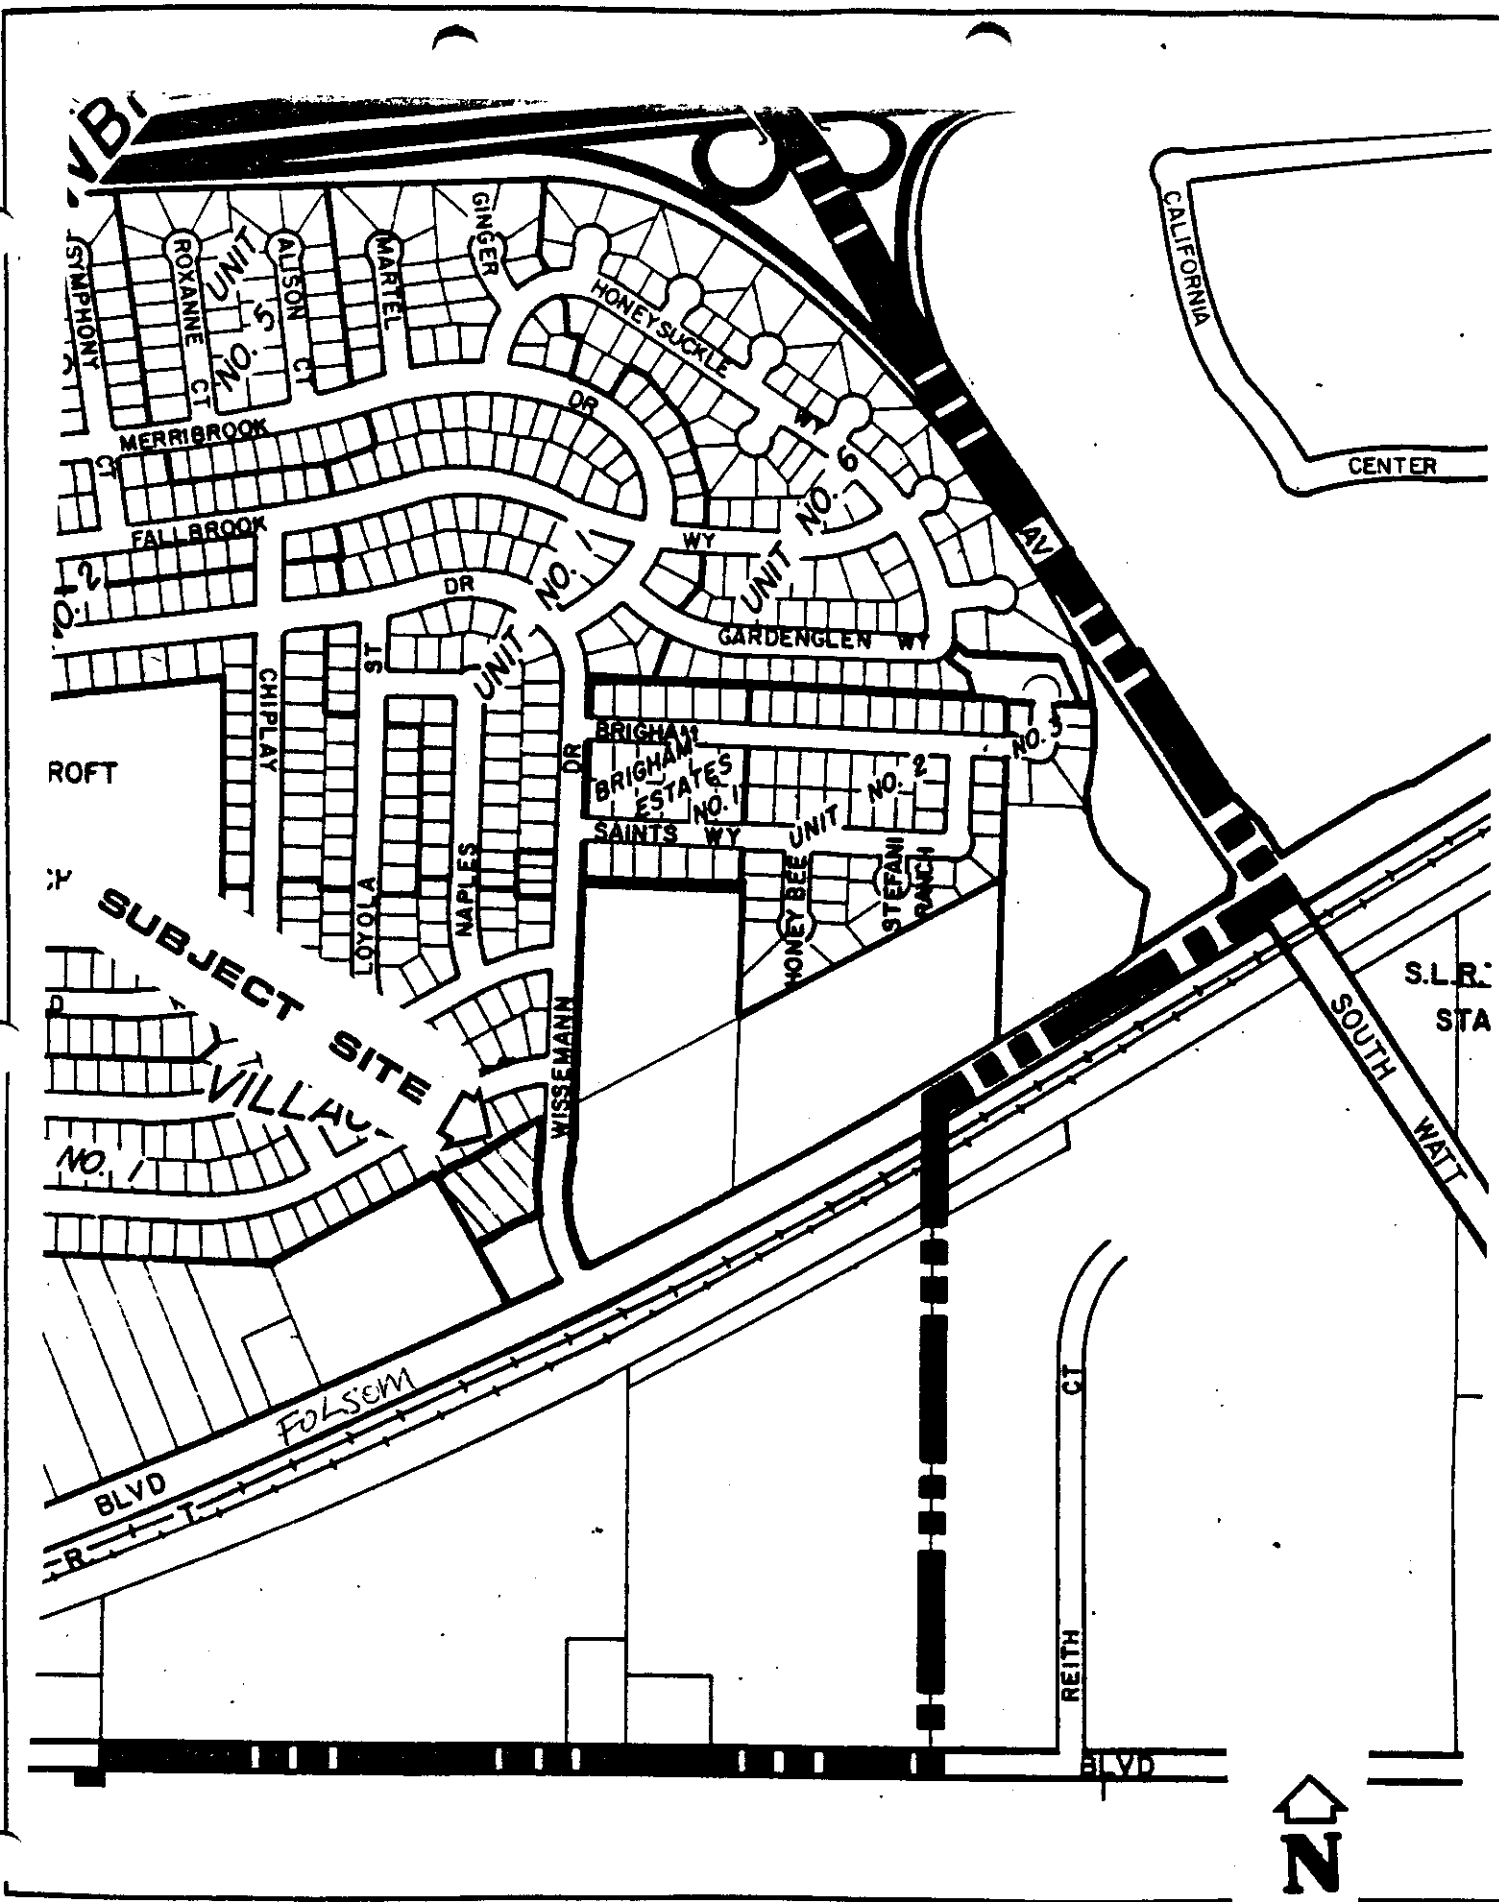 GINGER
CALIFORNIA
SYMPHONY
ROXANNE CT
UNIT NO. 5
ALISON CT
MARTEL
HONEYSUCKLE WY
DR
MERRIBROOK
CT
CENTER
UNIT NO. 6
FALLBROOK
WY
AV
NO. 2
DR
UNIT NO. 1
GARDENGLEN WY
ST
CHIPLAY
BRIGHAM
NO. 3
DR
BRIGHAM
ESTATES
NO. 1
UNIT NO. 2
ROFT
SAINTS WY
NAPLES
LOYOLA
HONEY BEE
STEFANI
RANCH
SUBJECT SITE
S.L.R.
STA
SOUTH WATT
WISSEMANN
VILLAG
NO. 1
FOLSOM
BLVD
R T
REITH CT
BLVD
N